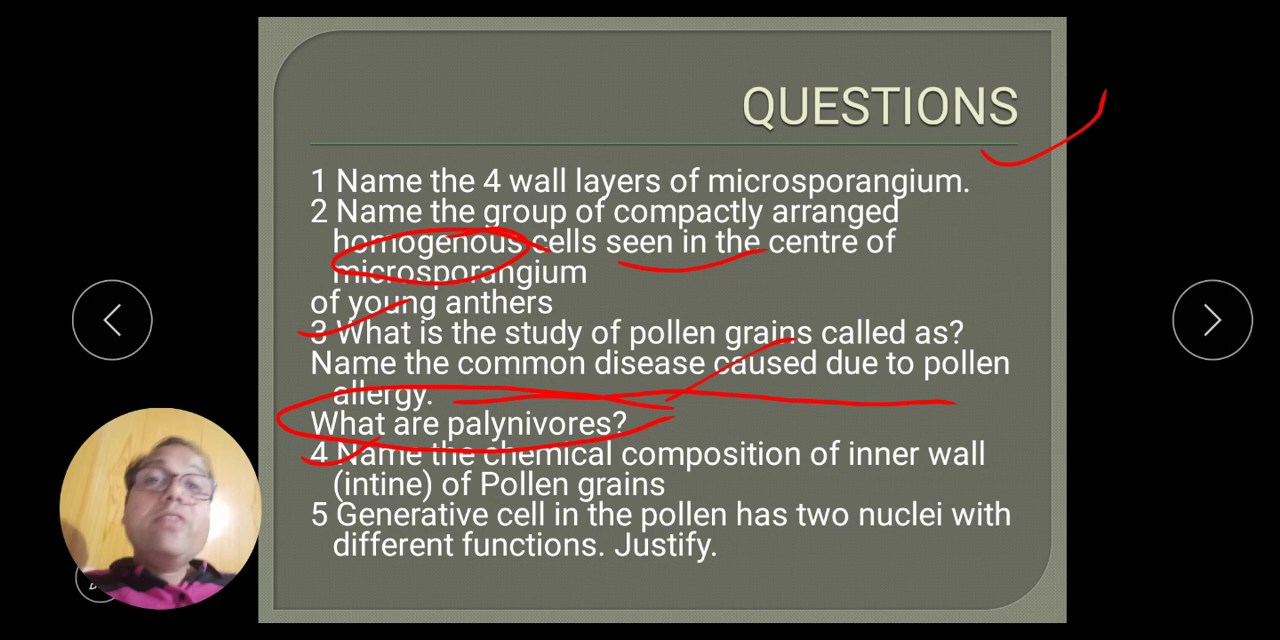 QUESTIONS
1 Name the 4 wall layers of microsporangium.
2 Name the group of compactly arranged
homogenous cells seen in the centre of
microsporangium
of young anthers
3 What is the study of pollen grains called as?
Name the common disease caused due to pollen
allergy.
What are palynivores?
4 Name the chemical composition of inner wall
(intine) of Pollen grains
5 Generative cell in the pollen has two nuclei with
different functions. Justify.